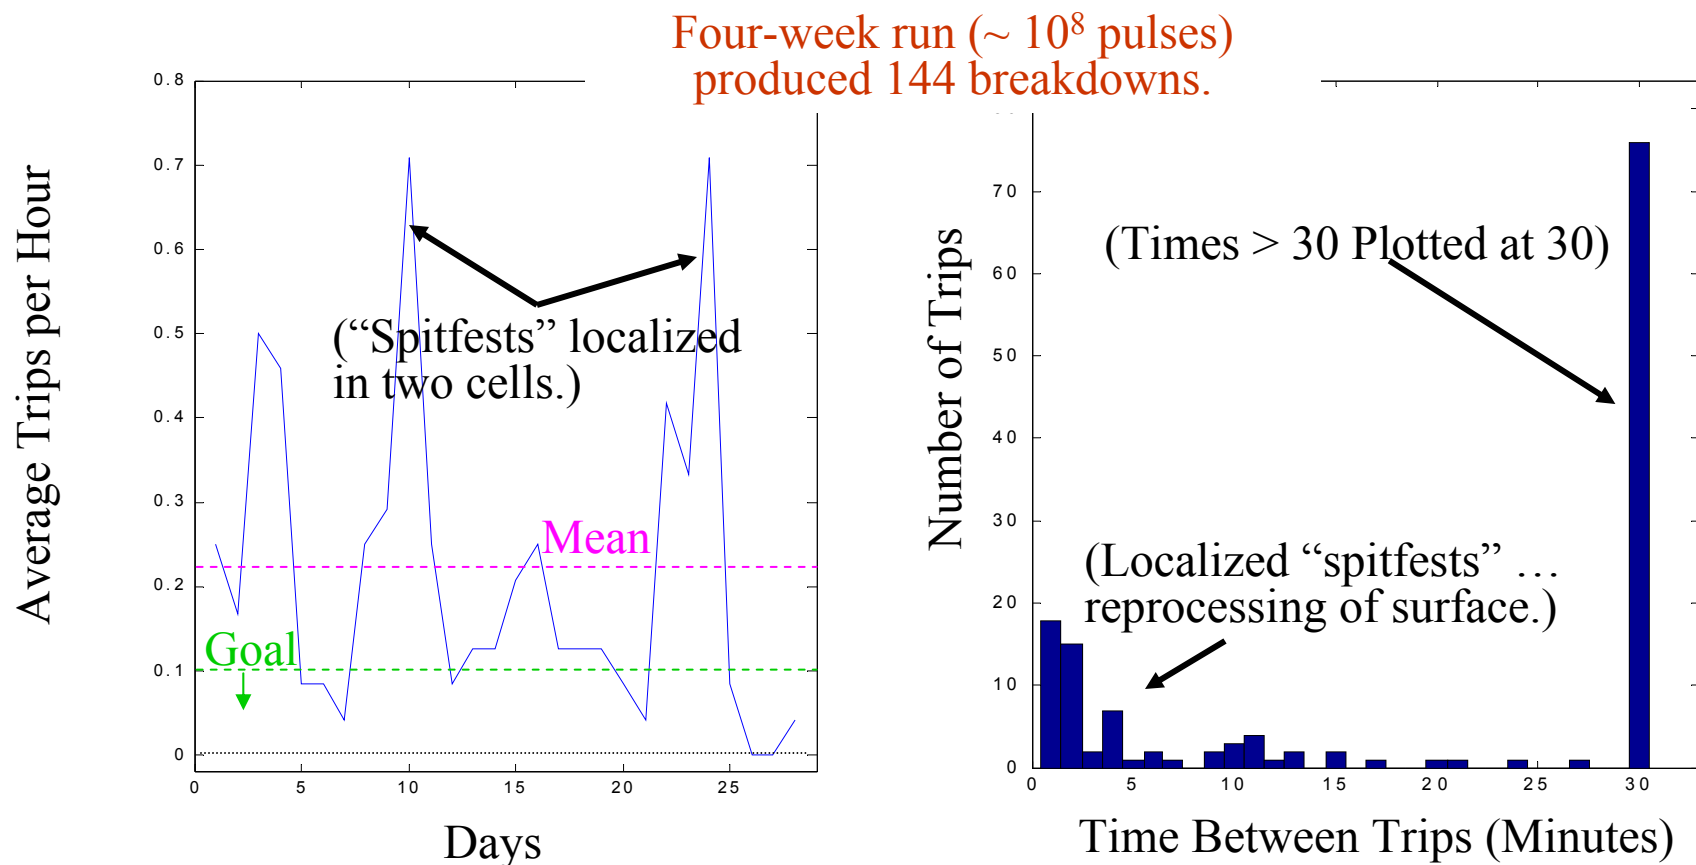 Four-week run (~ 10⁸ pulses)
produced 144 breakdowns.
Average Trips per Hour
0.8
0.7
0.6
0.5
0.4
0.3
0.2
0.1
0
("Spitfests" localized
in two cells.)
Mean
Goal
0 5 10 15 20 25
Days
Number of Trips
70
60
50
40
30
20
10
0
(Times > 30 Plotted at 30)
(Localized "spitfests" …
reprocessing of surface.)
0 5 10 15 20 25 30
Time Between Trips (Minutes)